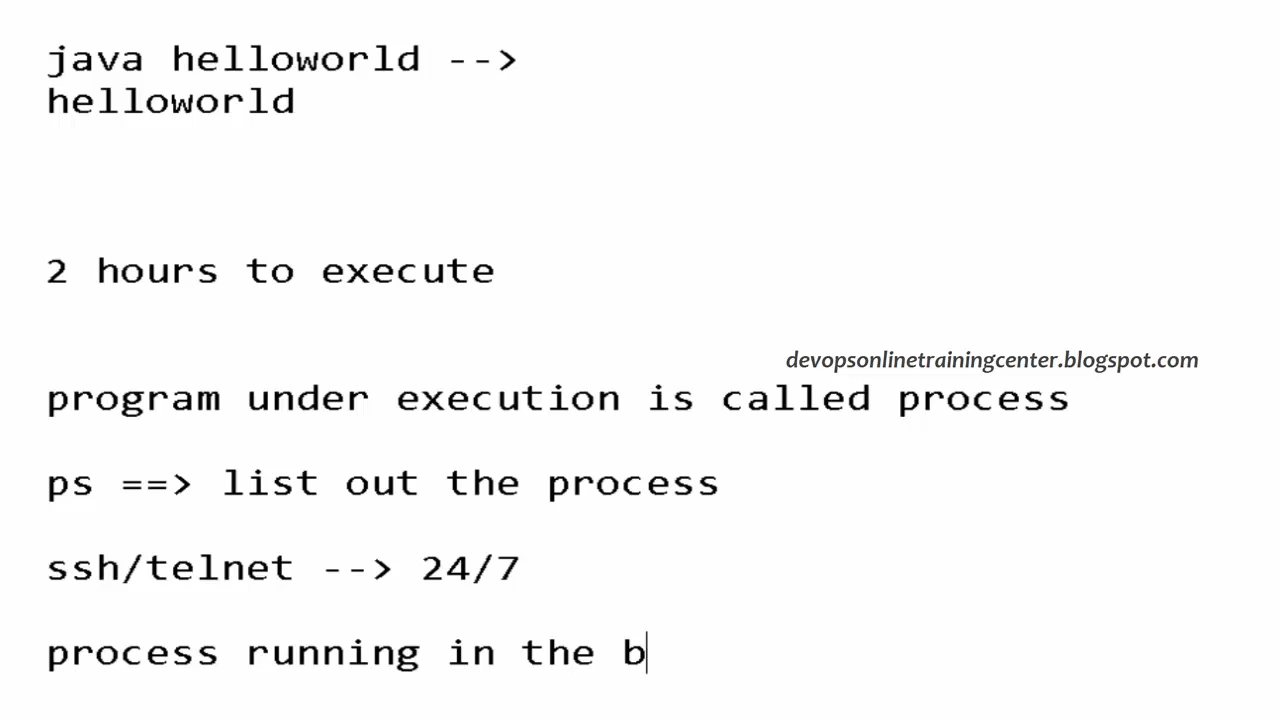 java helloworld -->
helloworld
2 hours to execute
devopsonlinetrainingcenter.blogspot.com
program under execution is called process
ps ==> list out the process
ssh/telnet --> 24/7
process running in the b